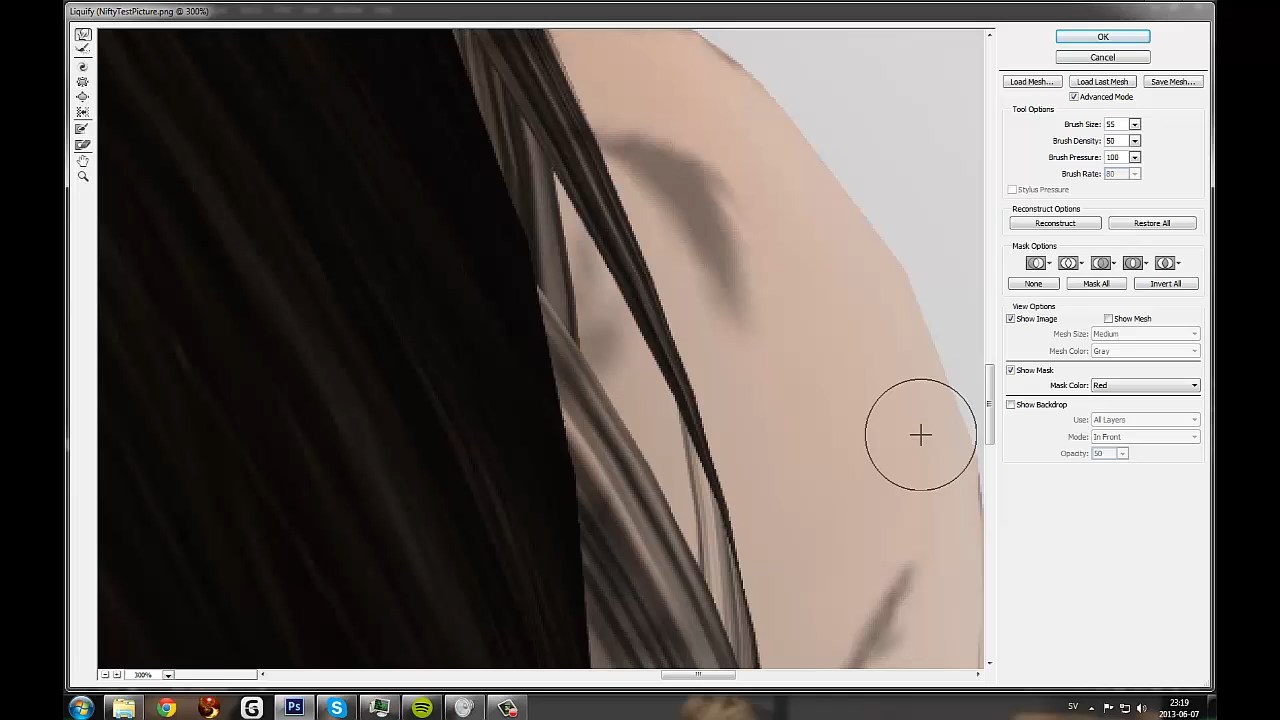 Liquify (NiftyTestPicture.png @ 300%)
OK
Cancel
Load Mesh...
Load Last Mesh
Save Mesh...
Advanced Mode
Tool Options
Brush Size: 55
Brush Density: 50
Brush Pressure: 100
Brush Rate: 80
Stylus Pressure
Reconstruct Options
Reconstruct
Restore All
Mask Options
None
Mask All
Invert All
View Options
Show Image
Show Mesh
Mesh Size: Medium
Mesh Color: Gray
Show Mask
Mask Color: Red
Show Backdrop
Use: All Layers
Mode: In Front
Opacity: 50
300%
G
Ps
S
SV
23:19
2013-06-07